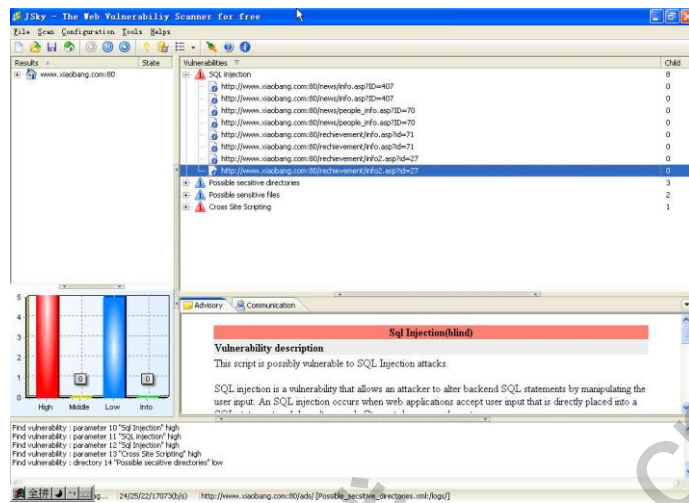 JSky - The Web Vulnerabiliy Scanner for free
File Scan Configuration Tools Helps
Results State
www.xiaobang.com:80
Vulnerabilities Child
SQL injection 8
http://www.xiaobang.com:80/news/info.asp?ID=407 0
http://www.xiaobang.com:80/news/info.asp?ID=407 0
http://www.xiaobang.com:80/news/people_info.asp?ID=70 0
http://www.xiaobang.com:80/news/people_info.asp?ID=70 0
http://www.xiaobang.com:80/rechievement/info.asp?id=71 0
http://www.xiaobang.com:80/rechievement/info.asp?id=71 0
http://www.xiaobang.com:80/rechievement/info2.asp?id=27 0
http://www.xiaobang.com:80/rechievement/info2.asp?id=27 0
Possible secsitive directories 3
Possible sensitive files 2
Cross Site Scripting 1
5
4
3
2
1
0
0 0
High Middle Low Info
Advisory Communication
Sql Injection(blind)
Vulnerability description
This script is possbly vulnerable to SQL Injection attacks.
SQL injection is a vulnerability that allows an attacker to alter backend SQL statements by manipulating the
user input. An SQL injection occurs when web applications accept user input that is directly placed into a
Find vulnerability : parameter 10 "Sql Injection" high
Find vulnerability : parameter 11 "SQL injection" high
Find vulnerability : parameter 12 "Sql Injection" high
Find vulnerability : parameter 13 "Cross Site Scripting" high
Find vulnerability : directory 14 "Possible secsitive directories" low
全拼
24/25/22/17073(b/s) http://www.xiaobang.com:80/ads/ [Possible_secsitive_directories.xml:/logs/]